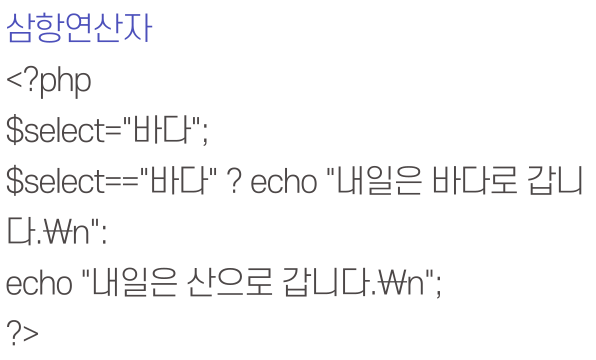 삼항연산자
<?php
$select="바다";
$select=="바다" ? echo "내일은 바다로 갑니
다.₩n":
echo "내일은 산으로 갑니다.₩n";
?>